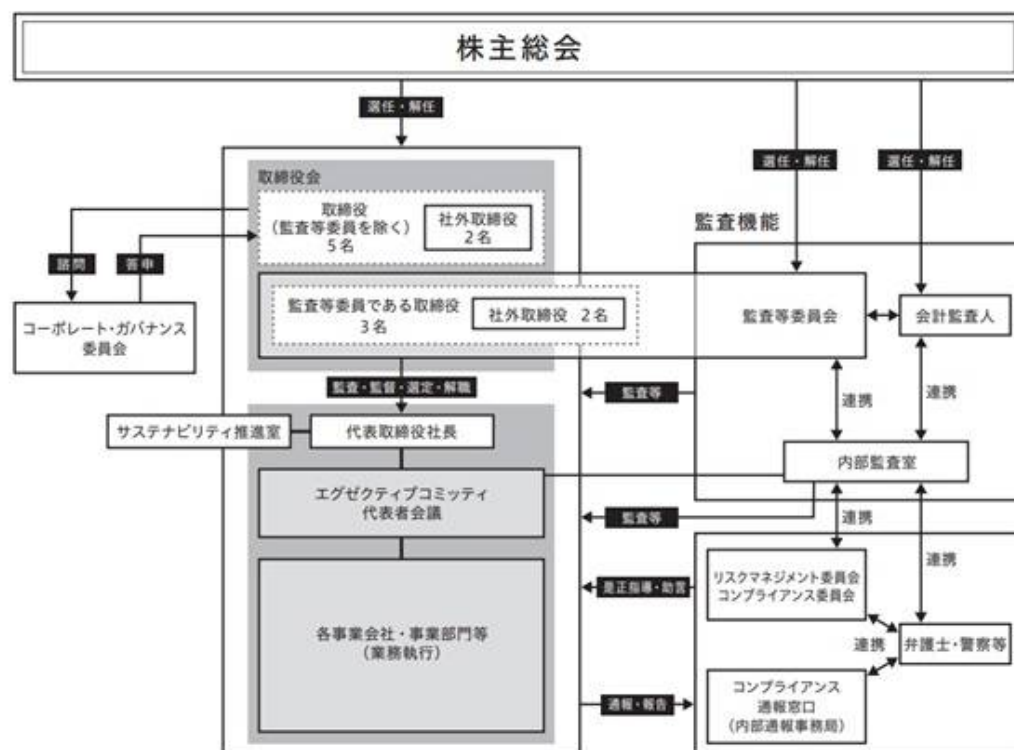 株主総会
選任・解任
選任・解任
選任・解任
取締役会
取締役
(監査等委員を除く)
5名
社外取締役
2名
監査機能
諮問
答申
コーポレート・ガバナンス
委員会
監査等委員である取締役
3名
社外取締役 2名
監査等委員会
会計監査人
監査・監督・選定・解職
監査等
連携
連携
サステナビリティ推進室
代表取締役社長
内部監査室
エグゼクティブコミッティ
代表者会議
監査等
連携
連携
是正指導・助言
リスクマネジメント委員会
コンプライアンス委員会
各事業会社・事業部門等
(業務執行)
連携
弁護士・警察等
通報・報告
コンプライアンス
通報窓口
(内部通報事務局)